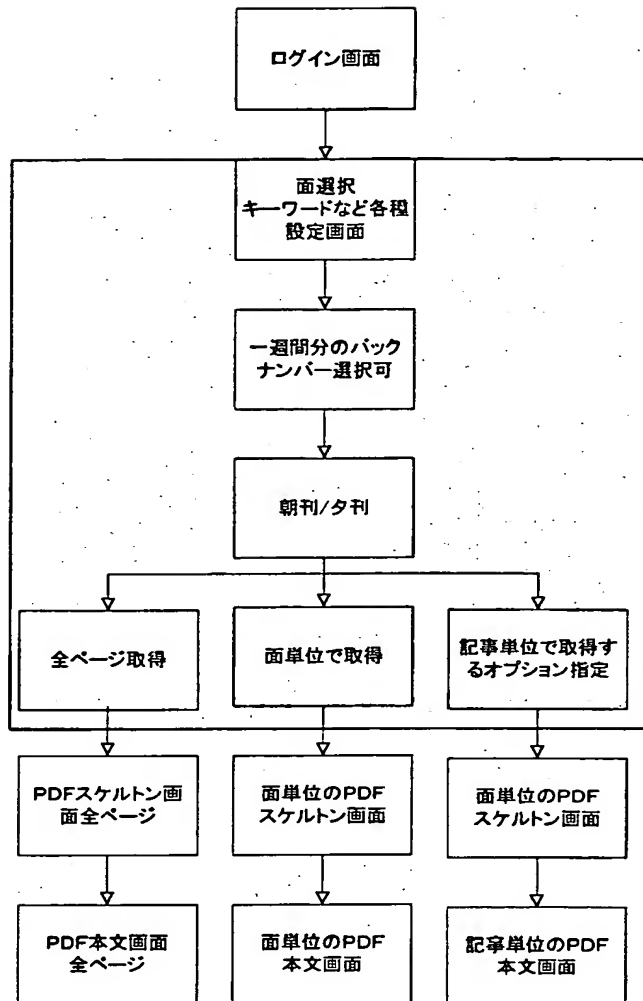 ログイン画面
面選択
キーワードなど各種
設定画面
一週間分のバック
ナンバー選択可
朝刊/夕刊
全ページ取得
面単位で取得
記事単位で取得す
るオプション指定
PDFスケルトン画
面全ページ
面単位のPDF
スケルトン画面
面単位のPDF
スケルトン画面
PDF本文画面
全ページ
面単位のPDF
本文画面
記事単位のPDF
本文画面